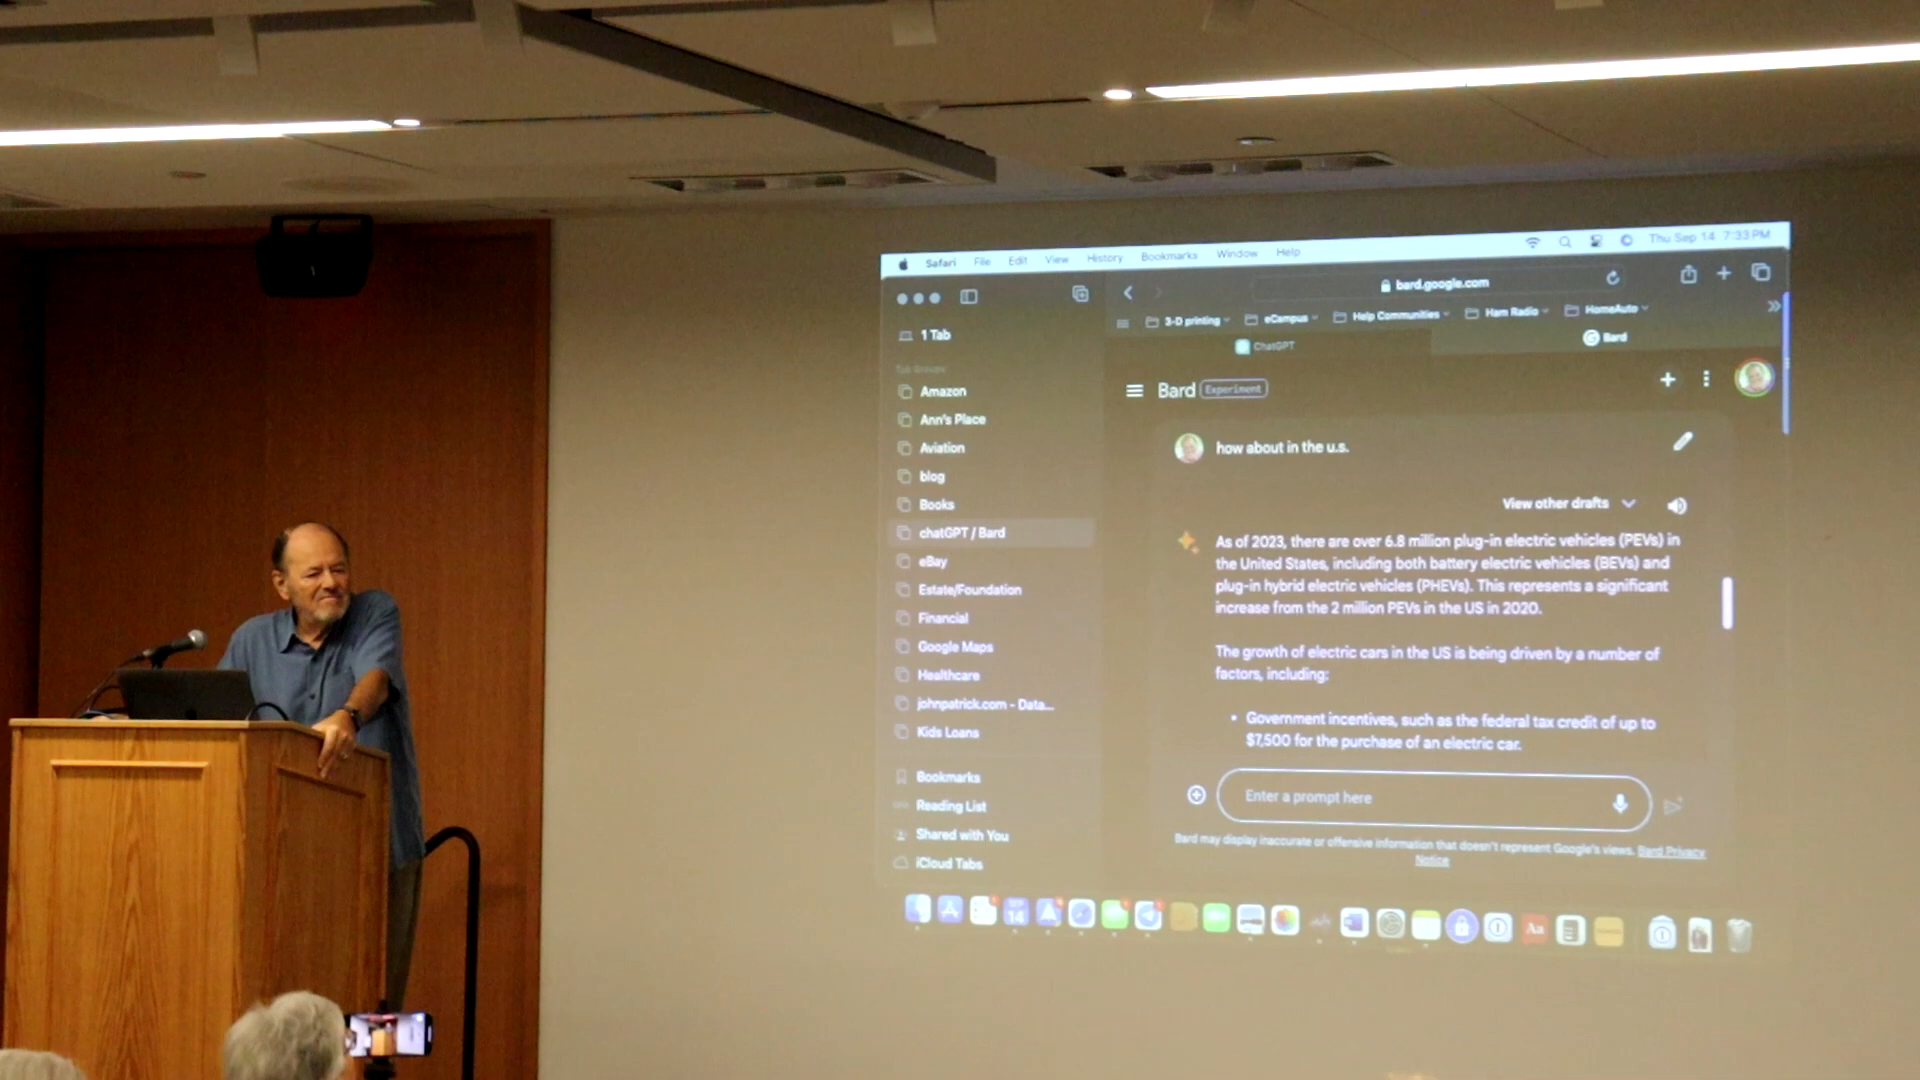 Safari File Edit View History Bookmarks Window Help Thu Sep 14 7:33 PM
bard.google.com
3-D printing eCampus Help Communities Ham Radio HomeAuto
ChatGPT Bard
1 Tab
Tab Groups
Amazon
Ann's Place
Aviation
blog
Books
chatGPT / Bard
eBay
Estate/Foundation
Financial
Google Maps
Healthcare
johnpatrick.com - Data...
Kids Loans
Bookmarks
Reading List
Shared with You
iCloud Tabs
Bard Experiment
how about in the u.s.
View other drafts
As of 2023, there are over 6.8 million plug-in electric vehicles (PEVs) in
the United States, including both battery electric vehicles (BEVs) and
plug-in hybrid electric vehicles (PHEVs). This represents a significant
increase from the 2 million PEVs in the US in 2020.
The growth of electric cars in the US is being driven by a number of
factors, including:
• Government incentives, such as the federal tax credit of up to
$7,500 for the purchase of an electric car.
Enter a prompt here
Bard may display inaccurate or offensive information that doesn't represent Google's views. Bard Privacy
Notice
SEP
14
Aa